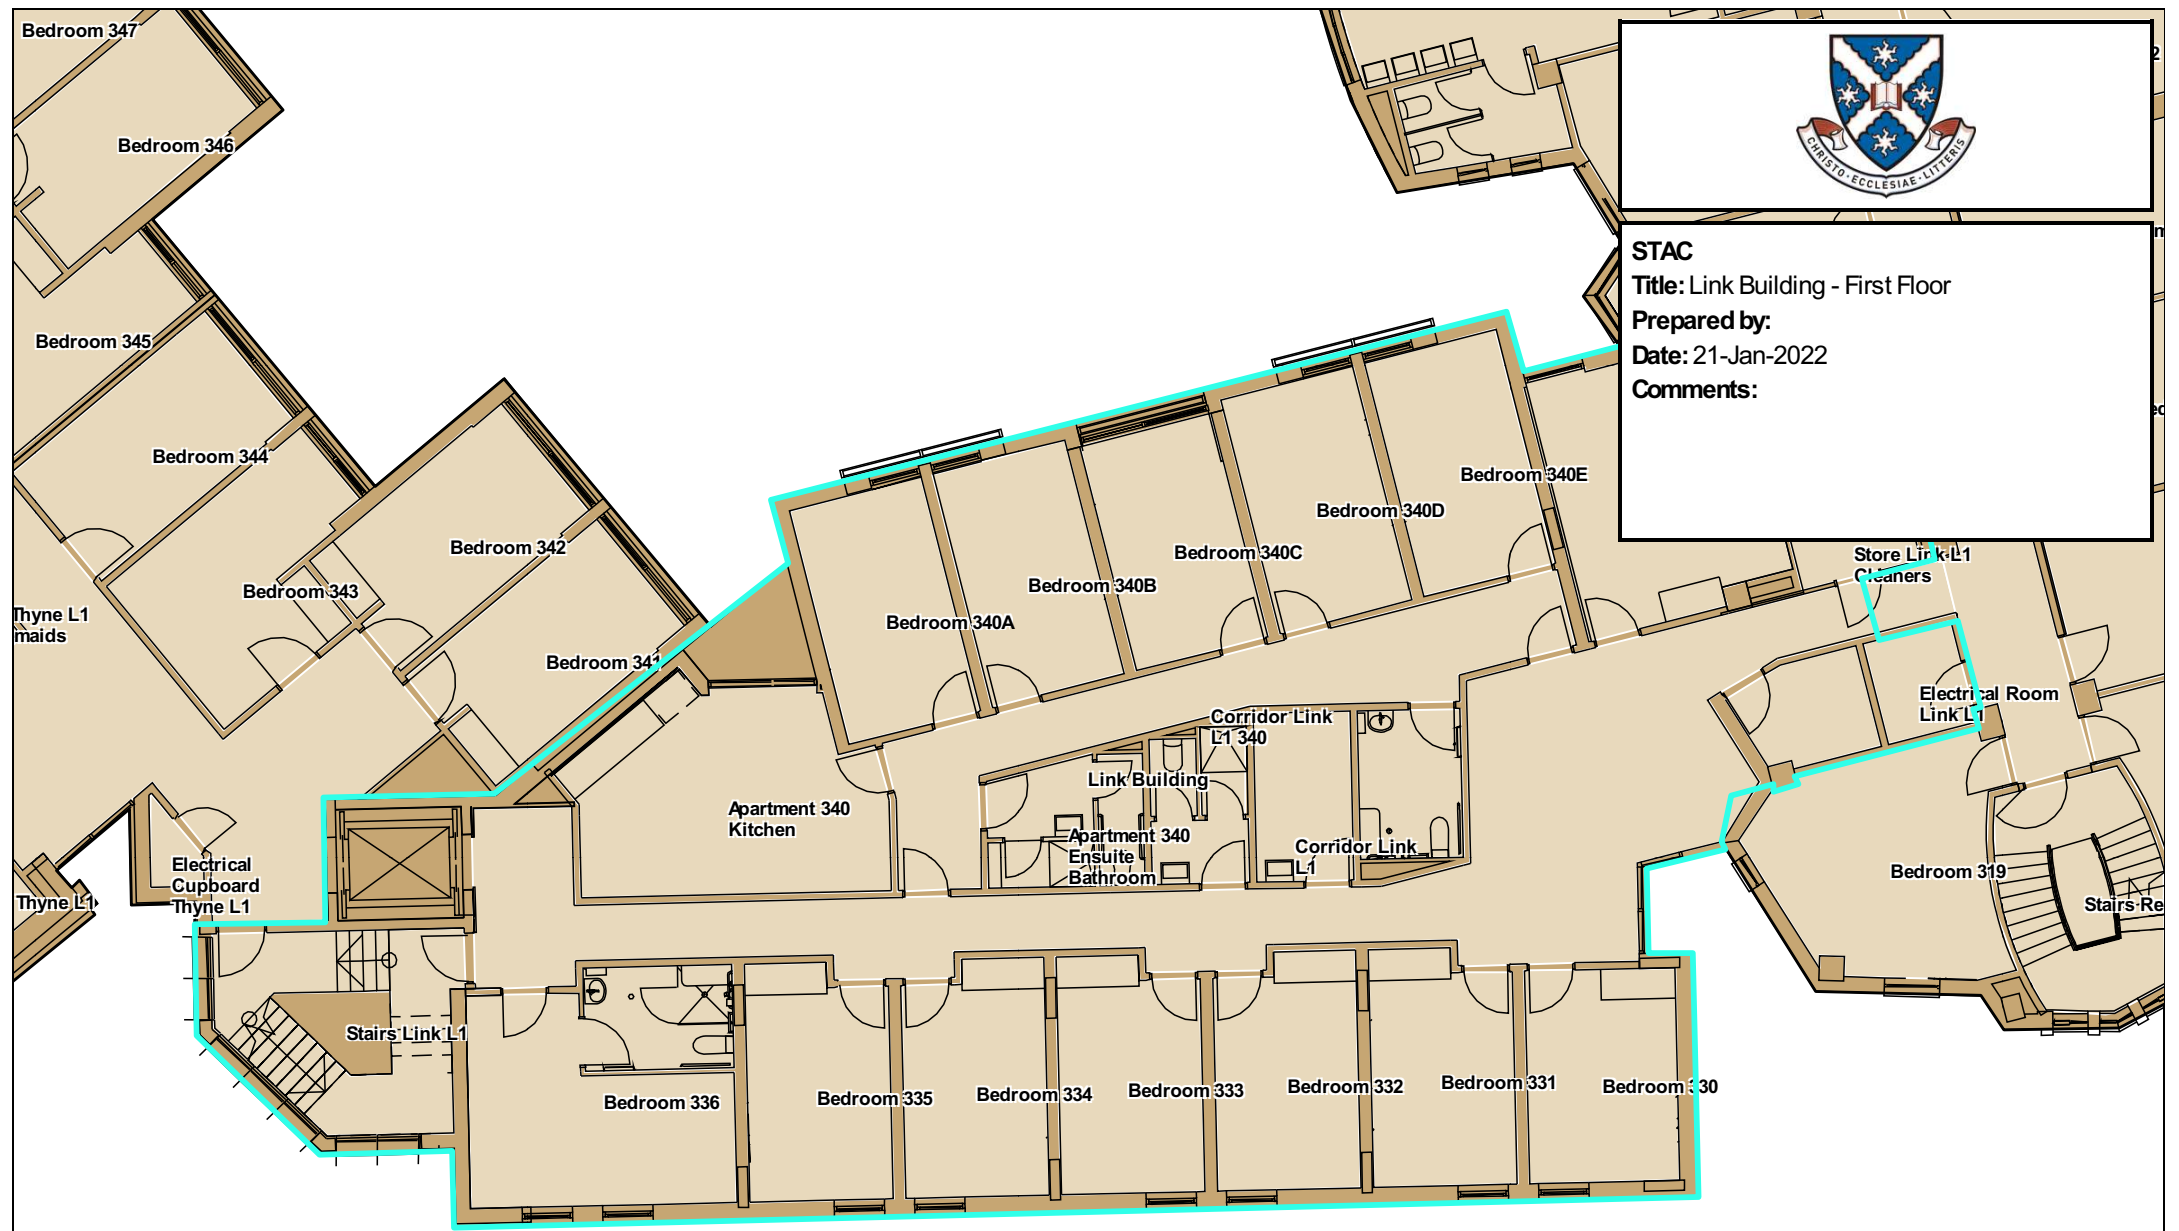 Bedroom 347
Bedroom 346
CHRISTO·ECCLESIAE·LITTERIS
STAC
Title: Link Building - First Floor
Prepared by:
Date: 21-Jan-2022
Comments:
Bedroom 345
Bedroom 344
Bedroom 343
Bedroom 342
Bedroom 341
Bedroom 340A
Bedroom 340B
Bedroom 340C
Bedroom 340D
Bedroom 340E
Store Link L1
Cleaners
Thyne L1
maids
Electrical Room
Link L1
Corridor Link
L1 340
Link Building
Apartment 340
Kitchen
Apartment 340
Ensuite
Bathroom
Corridor Link
L1
Electrical
Cupboard
Thyne L1
Thyne L1
Bedroom 319
Stairs Re
Stairs Link L1
Bedroom 336
Bedroom 335
Bedroom 334
Bedroom 333
Bedroom 332
Bedroom 331
Bedroom 330